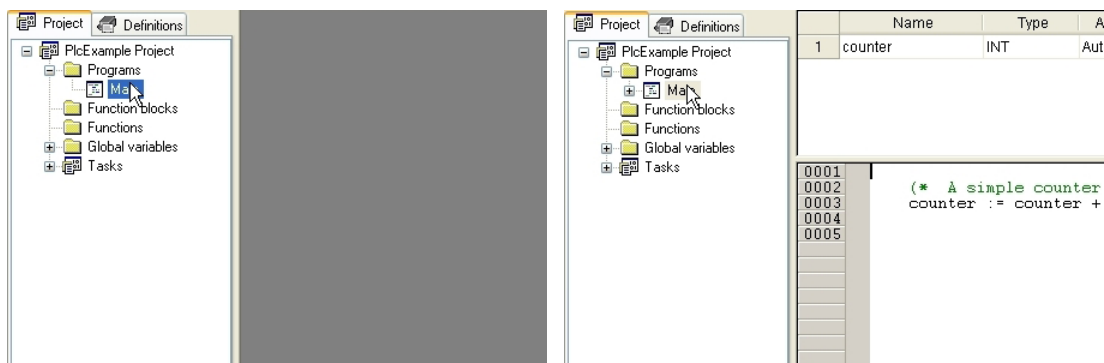 Project Definitions
PlcExample Project
Programs
Function blocks
Functions
Global variables
Tasks
Project Definitions
PlcExample Project
Programs
Function blocks
Functions
Global variables
Tasks
Name Type
1 counter INT
0001
0002 (* A simple counter
0003 counter := counter +
0004
0005